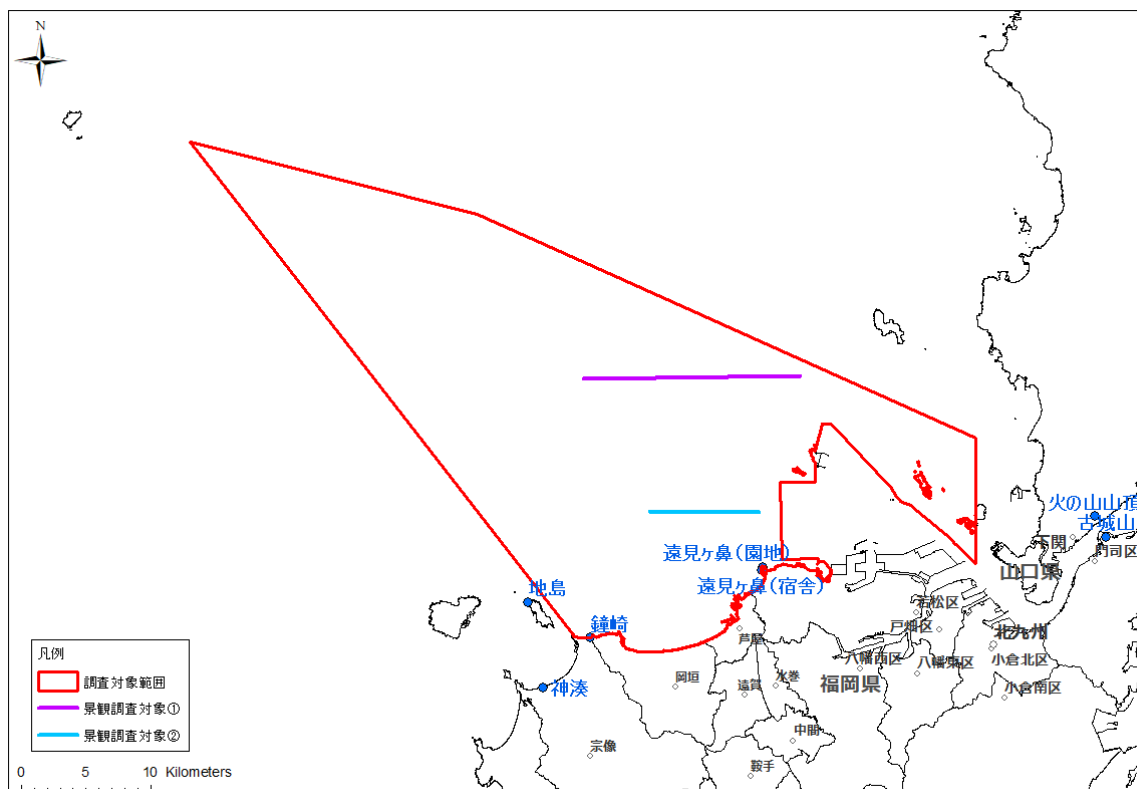 N
火の山山頂
古城山
下関
門司区
山口県
遠見ヶ鼻(園地)
遠見ヶ鼻(宿舎)
地島
若松区
鐘崎
芦屋
戸畑区
北九州
八幡西区
八幡東区
小倉北区
神湊
岡垣
遠賀
水巻
福岡県
小倉南区
宗像
中間
鞍手
凡例
調査対象範囲
景観調査対象①
景観調査対象②
0 5 10 Kilometers